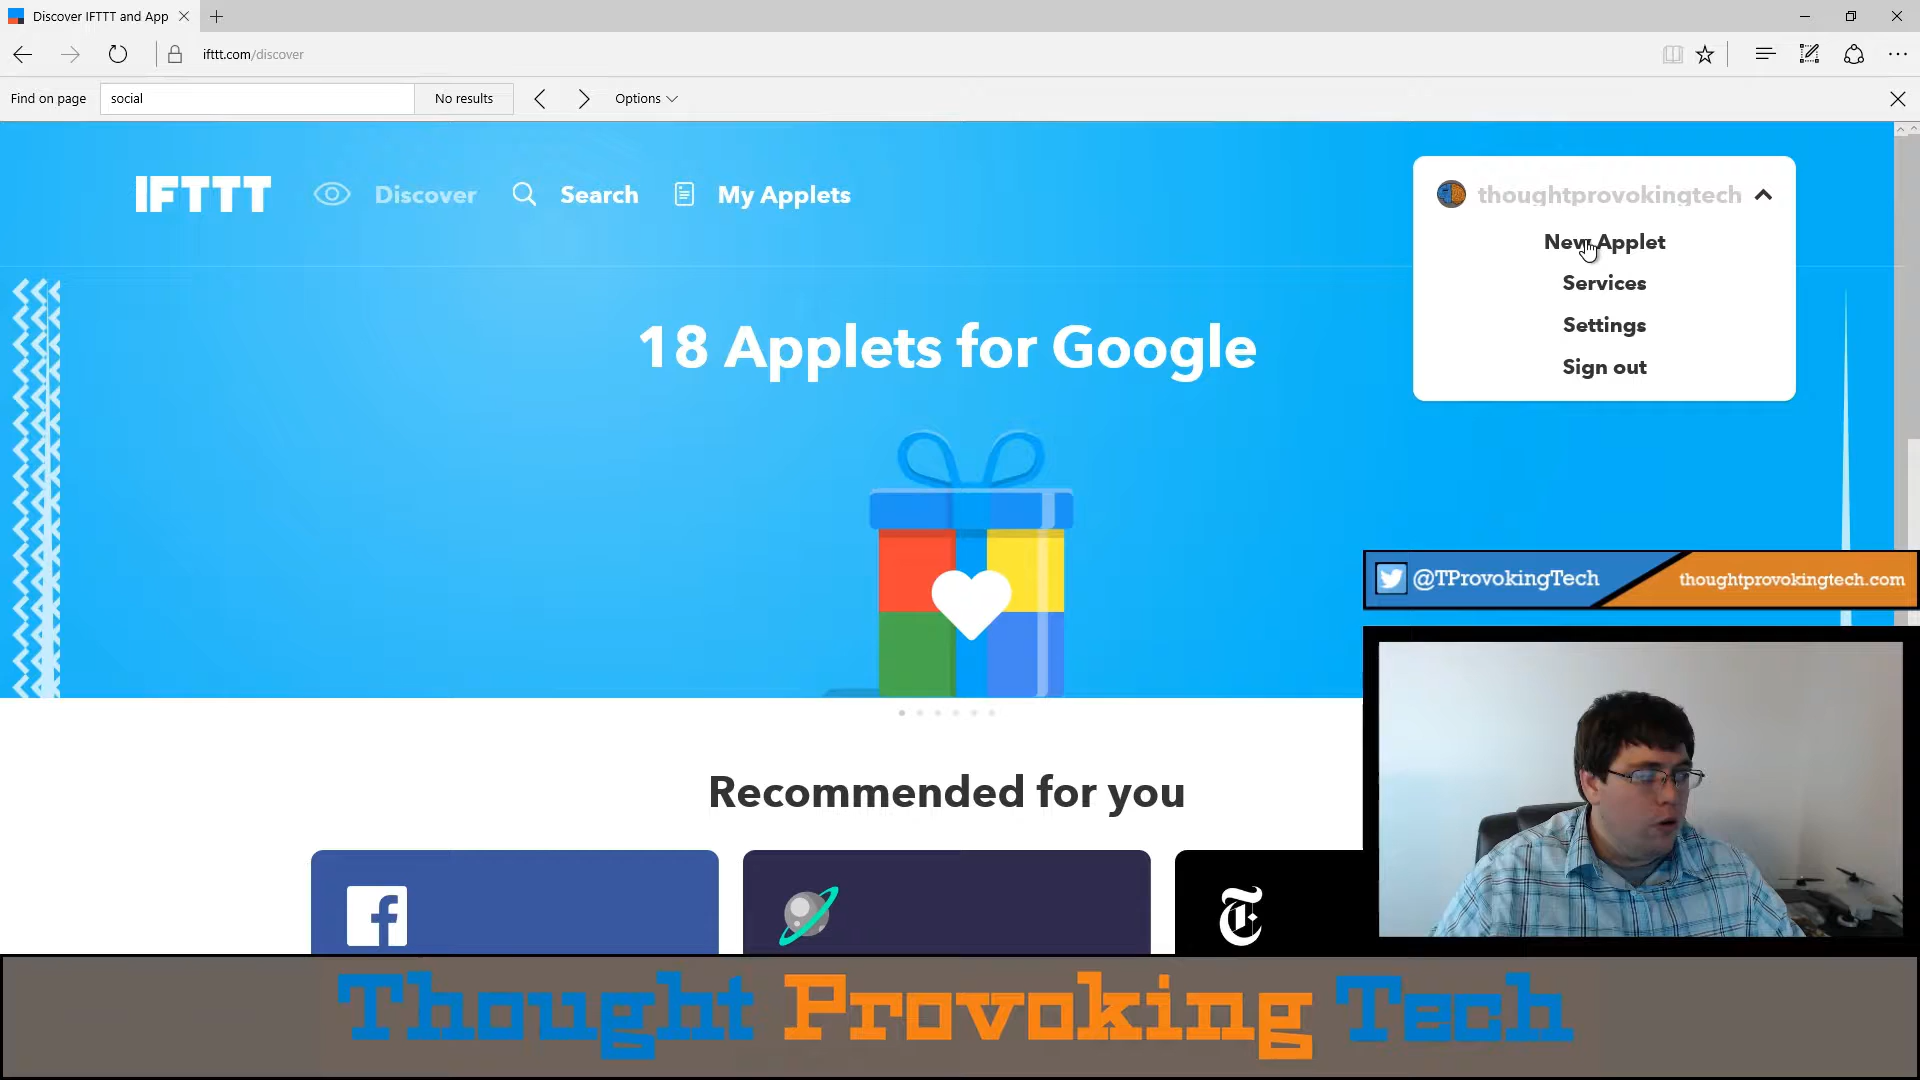 Discover IFTTT and App
ifttt.com/discover
Find on page
social
No results
Options
IFTTT
Discover
Search
My Applets
thoughtprovokingtech
New Applet
Services
Settings
Sign out
18 Applets for Google
@TProvokingTech
thoughtprovokingtech.com
Recommended for you
Thought Provoking Tech